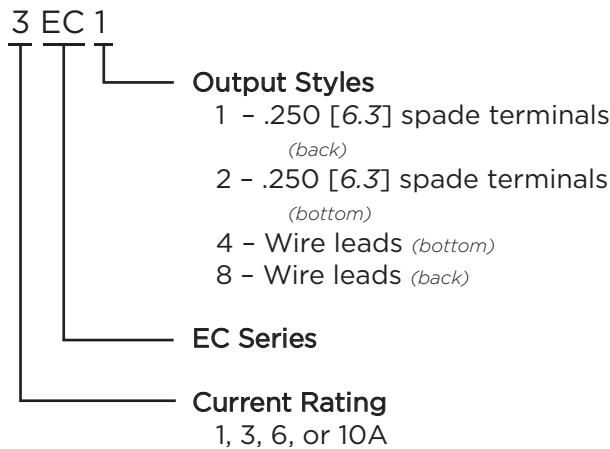 3 EC 1
Output Styles
1 – .250 [6.3] spade terminals
(back)
2 – .250 [6.3] spade terminals
(bottom)
4 – Wire leads (bottom)
8 – Wire leads (back)
EC Series
Current Rating
1, 3, 6, or 10A